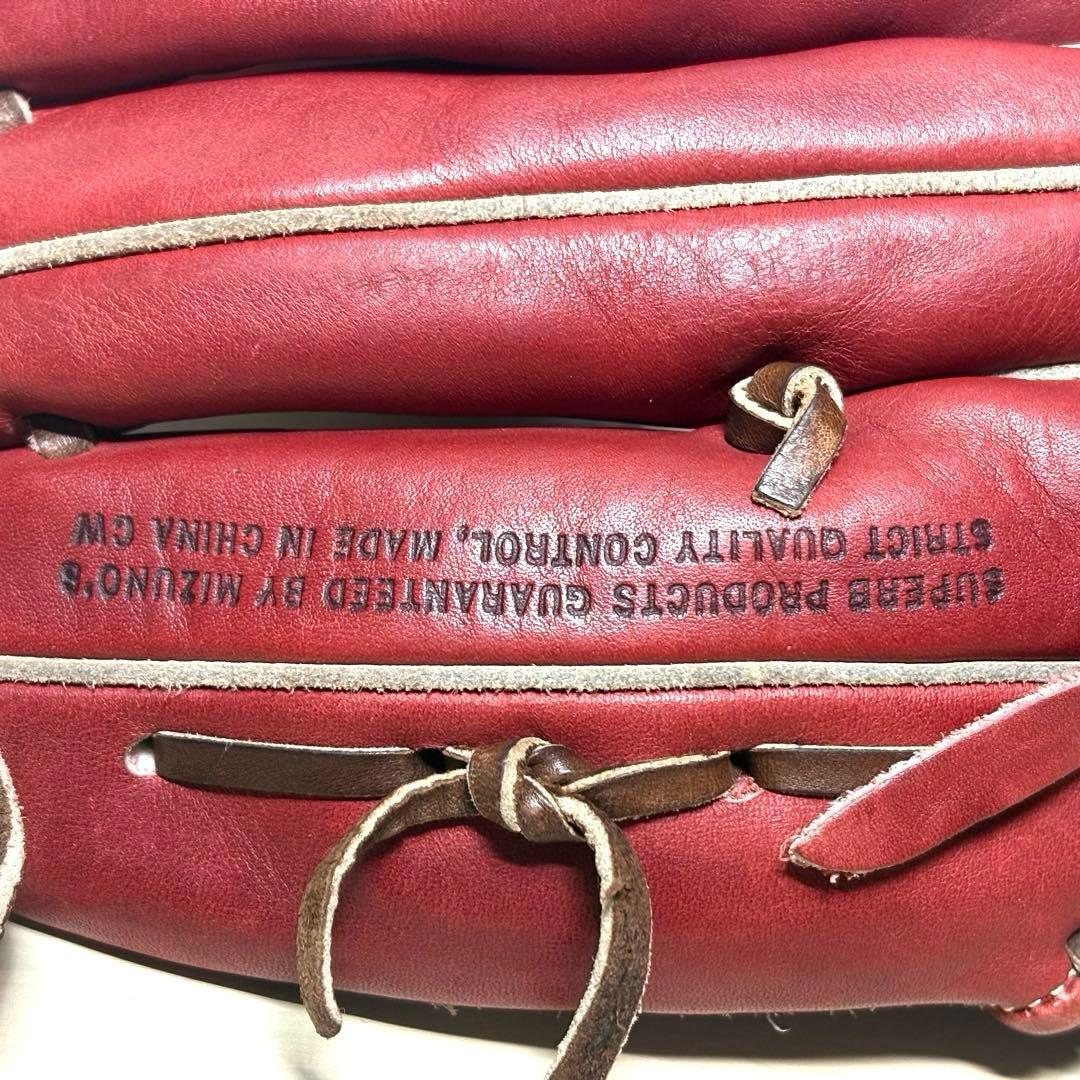 SUPERB PRODUCTS GUARANTEED BY MIZUNO'S
STRICT QUALITY CONTROL, MADE IN CHINA CW